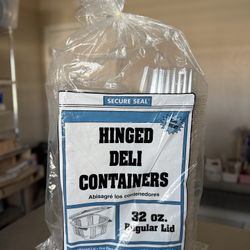 SECURE SEAL
HINGED
DELI
CONTAINERS
Abisagré los contenedores
32 oz.
Regular Lid